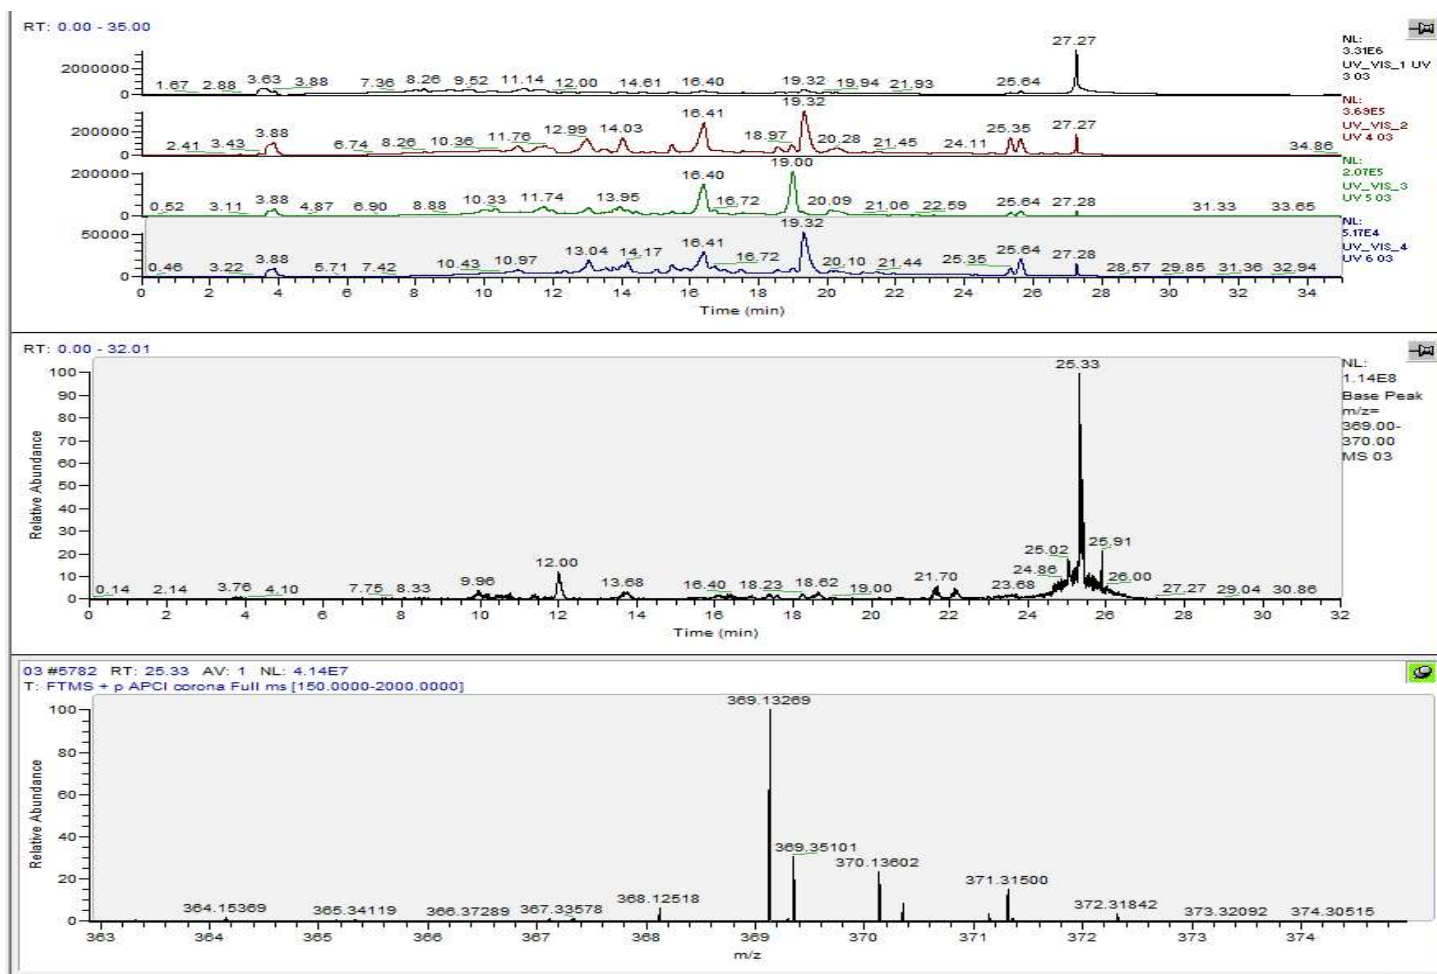 RT: 0.00 - 35.00
NL:
3.31E6
UV_VIS_1 UV
3 03
2000000
0
1.67 2.88 3.63 3.88 7.36 8.26 9.52 11.14 12.00 14.61 16.40 19.32 19.94 21.93 25.64 27.27
NL:
3.69E5
UV_VIS_2
UV 4 03
200000
0
2.41 3.43 3.88 6.74 8.26 10.36 11.76 12.99 14.03 16.41 18.97 19.32 20.28 21.45 24.11 25.35 27.27 34.86
NL:
2.07E5
UV_VIS_3
UV 5 03
200000
0
0.52 3.11 3.88 4.87 6.90 8.88 10.33 11.74 13.95 16.40 16.72 19.00 20.09 21.06 22.59 25.64 27.28 31.33 33.65
NL:
5.17E4
UV_VIS_4
UV 6 03
50000
0
0.46 3.22 3.88 5.71 7.42 10.43 10.97 13.04 14.17 16.41 16.72 19.32 20.10 21.44 25.35 25.64 27.28 28.57 29.85 31.36 32.94
0 2 4 6 8 10 12 14 16 18 20 22 24 26 28 30 32 34
Time (min)
RT: 0.00 - 32.01
NL:
1.14E8
Base Peak
m/z=
369.00-
370.00
MS 03
Relative Abundance
100
90
80
70
60
50
40
30
20
10
0
0.14 2.14 3.76 4.10 7.75 8.33 9.96 12.00 13.68 16.40 18.23 18.62 19.00 21.70 23.68 24.86 25.02 25.33 25.91 26.00 27.27 29.04 30.86
0 2 4 6 8 10 12 14 16 18 20 22 24 26 28 30 32
Time (min)
03 #5782 RT: 25.33 AV: 1 NL: 4.14E7
T: FTMS + p APCI corona Full ms [150.0000-2000.0000]
Relative Abundance
100
80
60
40
20
0
364.15369 365.34119 366.37289 367.33578 368.12518 369.13269 369.35101 370.13602 371.31500 372.31842 373.32092 374.30515
363 364 365 366 367 368 369 370 371 372 373 374
m/z